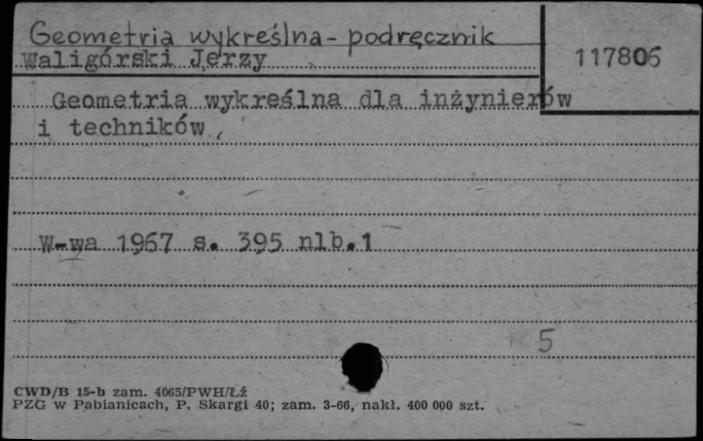 Geometria wykreślna - podręcznik
Waligórski Jerzy
117806
Geometria wykreślna dla inżynierów
i techników,
W-wa 1967 s. 395 nlb.1
5
CWD/B 15-b zam. 4065/PWH/Łź
PZG w Pabianicach, P. Skargi 40; zam. 3-66, nakł. 400 000 szt.